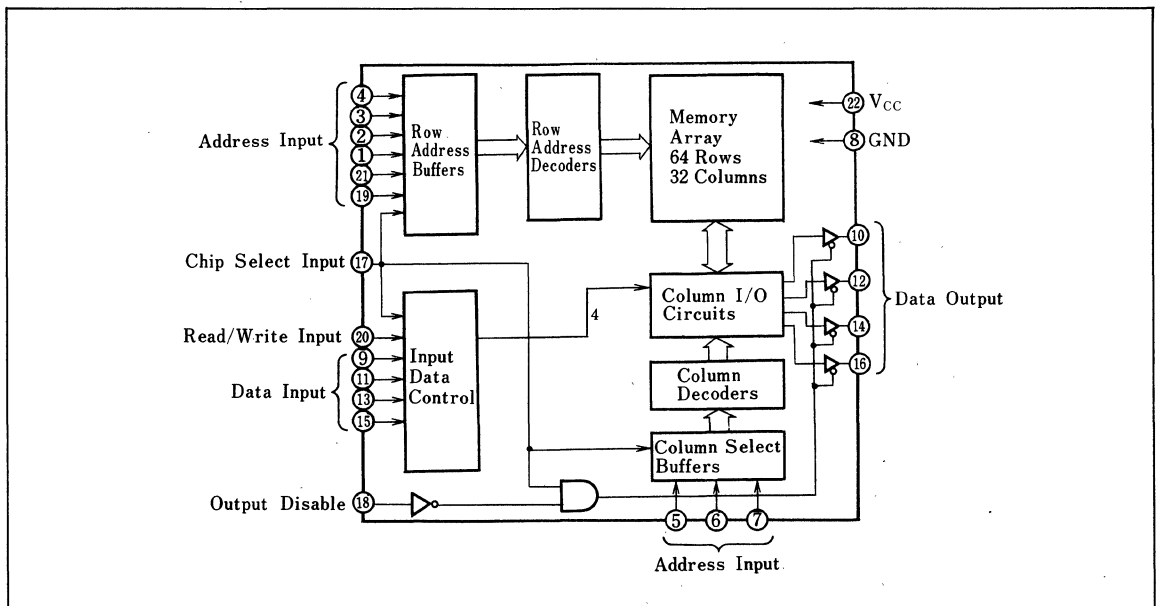 Address Input
4
3
2
1
21
19
Row
Address
Buffers
Row
Address
Decoders
Memory
Array
64 Rows
32 Columns
22 VCC
8 GND
Chip Select Input 17
Read/Write Input 20
Data Input
9
11
13
15
Input
Data
Control
4
Column I/O
Circuits
10
12
14
16
Data Output
Column
Decoders
Column Select
Buffers
Output Disable 18
5 6 7
Address Input